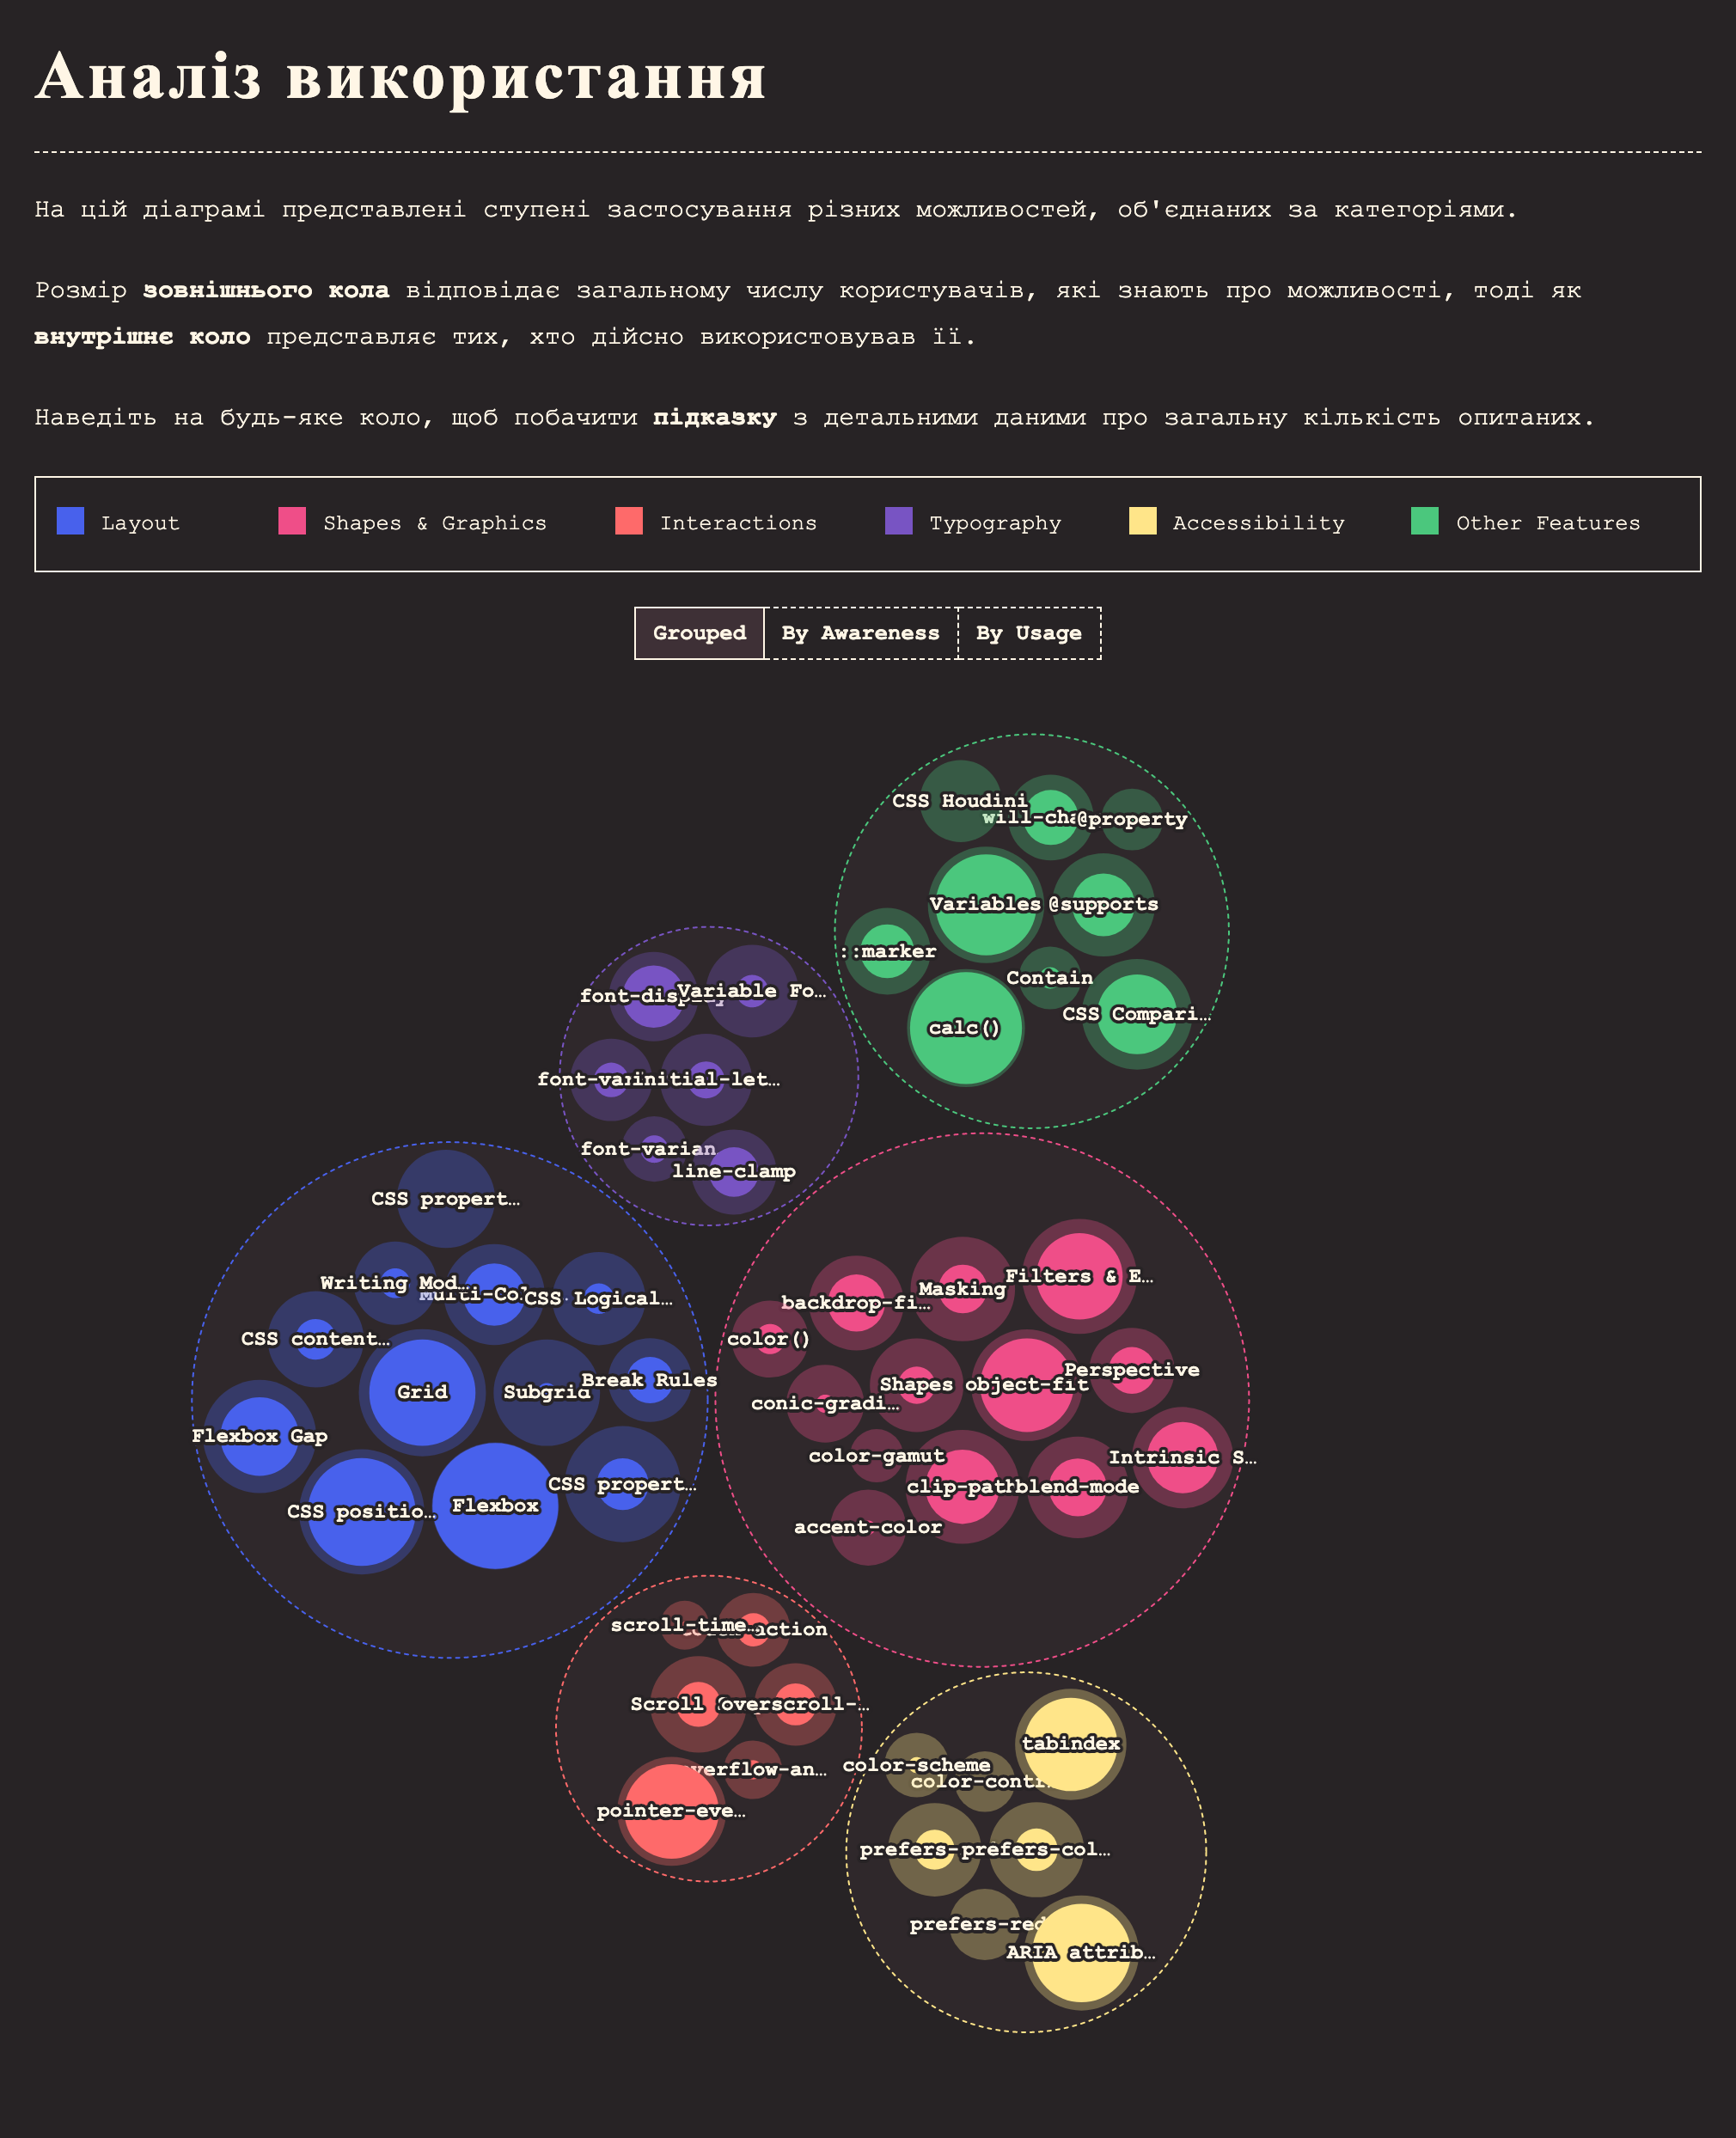 Аналіз використання
На цій діаграмі представлені ступені застосування різних можливостей, об'єднаних за категоріями.
Розмір зовнішнього кола відповідає загальному числу користувачів, які знають про можливості, тоді як
внутрішнє коло представляє тих, хто дійсно використовував її.
Наведіть на будь-яке коло, щоб побачити підказку з детальними даними про загальну кількість опитаних.
Layout Shapes & Graphics Interactions Typography Accessibility Other Features
Grouped By Awareness By Usage
CSS Houdini
will-cha
@property
Variables
@supports
::marker
Contain
calc()
CSS Compari…
Variable Fo…
font-va
initial-let…
font-varian
line-clamp
CSS propert…
Writing Mod…
CSS Logical…
CSS content…
Grid
Subgrid
Break Rules
Flexbox Gap
CSS positio…
Flexbox
CSS propert…
Filters & E…
Masking
backdrop-fi…
color()
Perspective
Shapes
object-fit
conic-gradi…
color-gamut
Intrinsic S…
clip-path
blend-mode
accent-color
scroll-time…
action
Scroll
overscroll-…
verflow-an…
pointer-eve…
tabindex
color-scheme
color-contr
prefers-
prefers-col…
prefers-red
ARIA attrib…